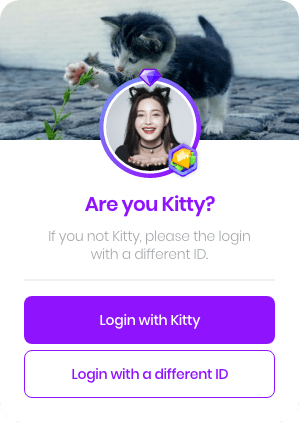 Are you Kitty?
If you not Kitty, please the login
with a different ID.
Login with Kitty
Login with a different ID